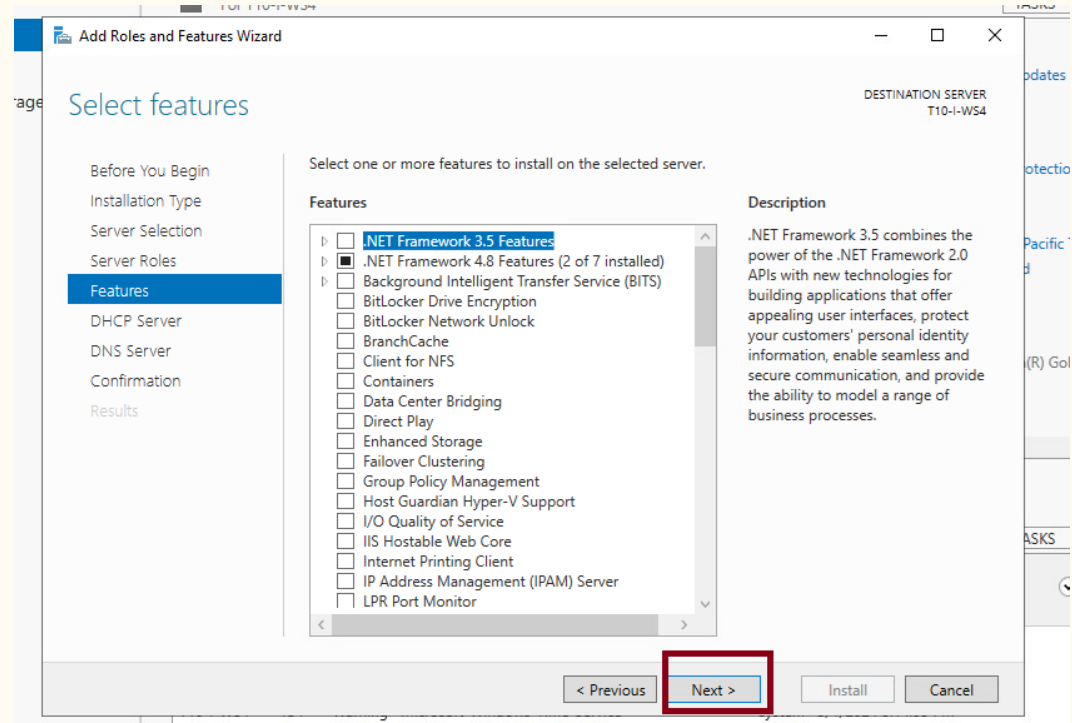 For T10-I-WS4
TASKS
Add Roles and Features Wizard
Select features
DESTINATION SERVER
T10-I-WS4
Before You Begin
Installation Type
Server Selection
Server Roles
Features
DHCP Server
DNS Server
Confirmation
Results
Select one or more features to install on the selected server.
Features
.NET Framework 3.5 Features
.NET Framework 4.8 Features (2 of 7 installed)
Background Intelligent Transfer Service (BITS)
BitLocker Drive Encryption
BitLocker Network Unlock
BranchCache
Client for NFS
Containers
Data Center Bridging
Direct Play
Enhanced Storage
Failover Clustering
Group Policy Management
Host Guardian Hyper-V Support
I/O Quality of Service
IIS Hostable Web Core
Internet Printing Client
IP Address Management (IPAM) Server
LPR Port Monitor
Description
.NET Framework 3.5 combines the
power of the .NET Framework 2.0
APIs with new technologies for
building applications that offer
appealing user interfaces, protect
your customers' personal identity
information, enable seamless and
secure communication, and provide
the ability to model a range of
business processes.
< Previous
Next >
Install
Cancel
rage
pdates
otectio
Pacific
d
(R) Gol
ASKS